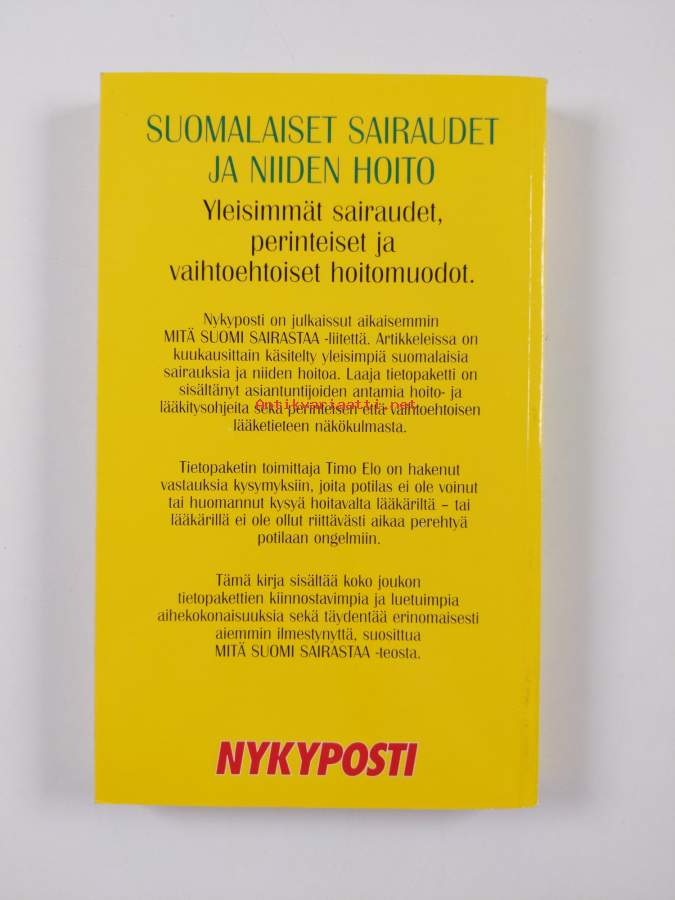 SUOMALAISET SAIRAUDET
JA NIIDEN HOITO
Yleisimmät sairaudet,
perinteiset ja
vaihtoehtoiset hoitomuodot.
Nykyposti on julkaissut aikaisemmin
MITÄ SUOMI SAIRASTAA -liitettä. Artikkeleissa on
kuukausittain käsitelty yleisimpiä suomalaisia
sairauksia ja niiden hoitoa. Laaja tietopaketti on
sisältänyt asiantuntijoiden antamia hoito- ja
Antikvariaatti.net
lääkitysohjeita sekä perinteisen että vaihtoehtoisen
lääketieteen näkökulmasta.
Tietopaketin toimittaja Timo Elo on hakenut
vastauksia kysymyksiin, joita potilas ei ole voinut
tai huomannut kysyä hoitavalta lääkäriltä – tai
lääkärillä ei ole ollut riittävästi aikaa perehtyä
potilaan ongelmiin.
Tämä kirja sisältää koko joukon
tietopakettien kiinnostavimpia ja luetuimpia
aihekokonaisuuksia sekä täydentää erinomaisesti
aiemmin ilmestynyttä, suosittua
MITÄ SUOMI SAIRASTAA -teosta.
NYKYPOSTI